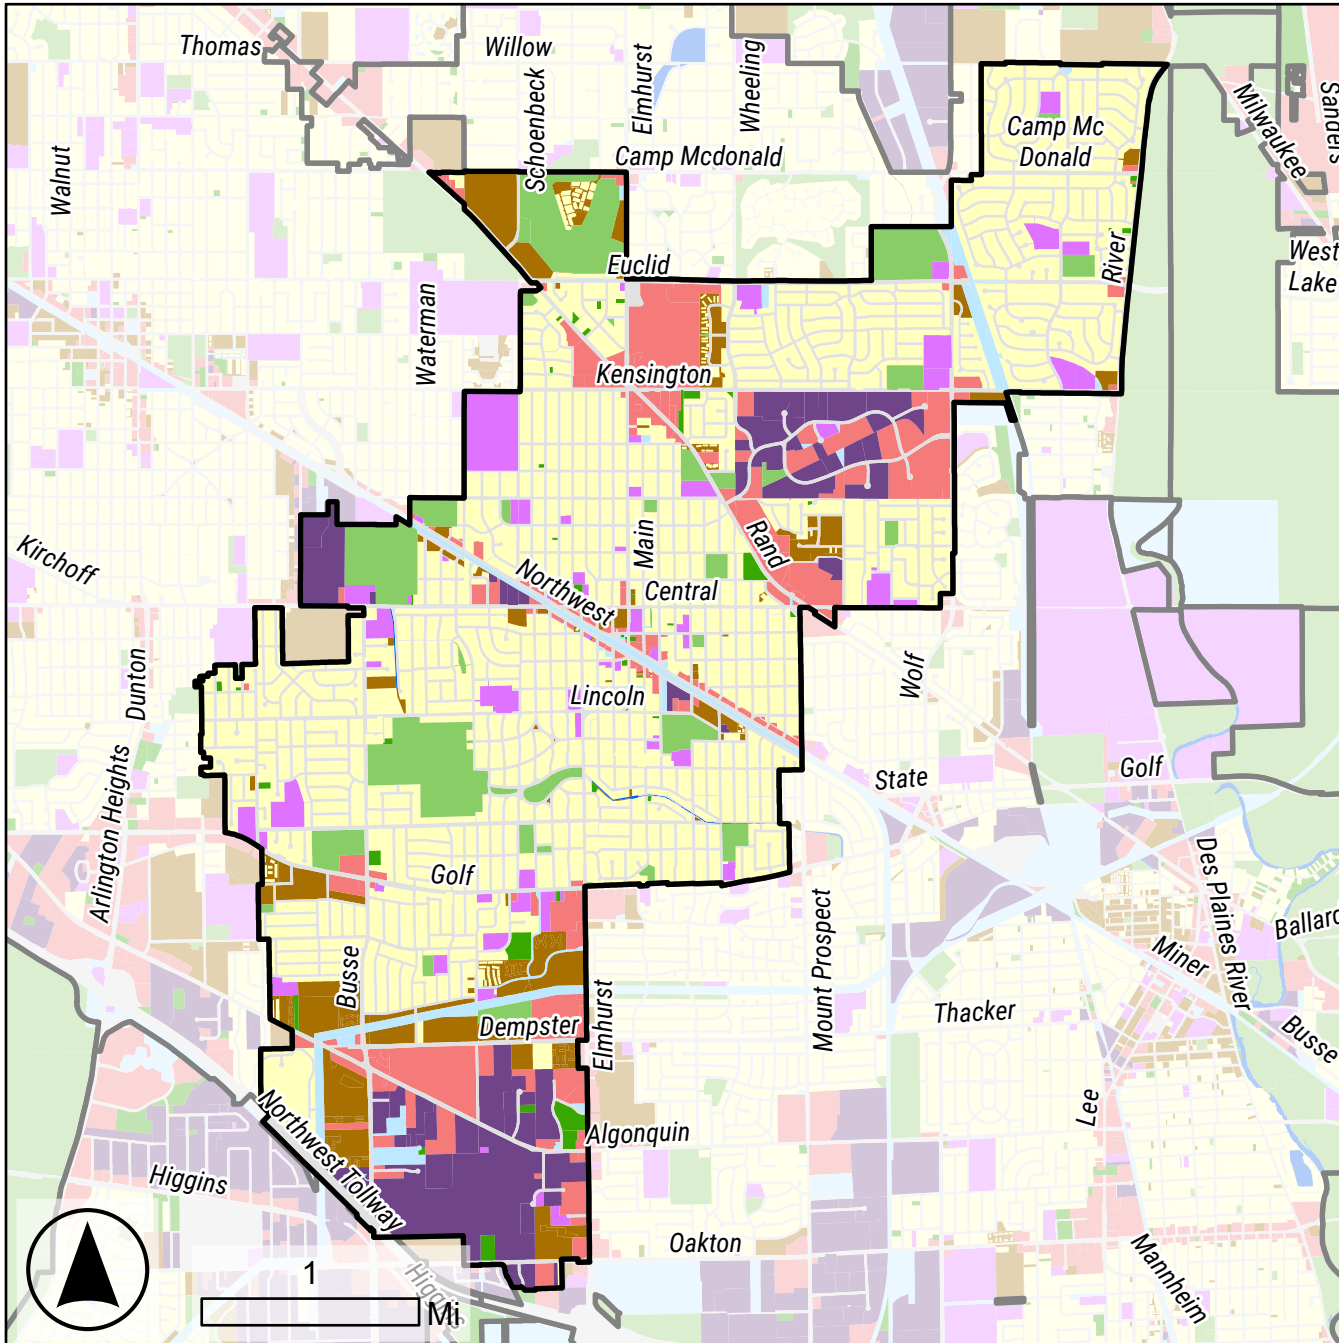 Thomas
Willow
Schoenbeck
Elmhurst
Wheeling
Camp Mcdonald
Camp Mc
Donald
Milwaukee
Sanders
Walnut
West
Lake
River
Euclid
Waterman
Kensington
Kirchoff
Main
Rand
Northwest
Central
Dunton
Lincoln
Wolf
Arlington Heights
State
Golf
Golf
Des Plaines River
Mount Prospect
Ballard
Busse
Miner
Dempster
Elmhurst
Thacker
Busse
Northwest Tollway
Algonquin
Lee
Higgins
Oakton
Mannheim
Higgins
1
Mi